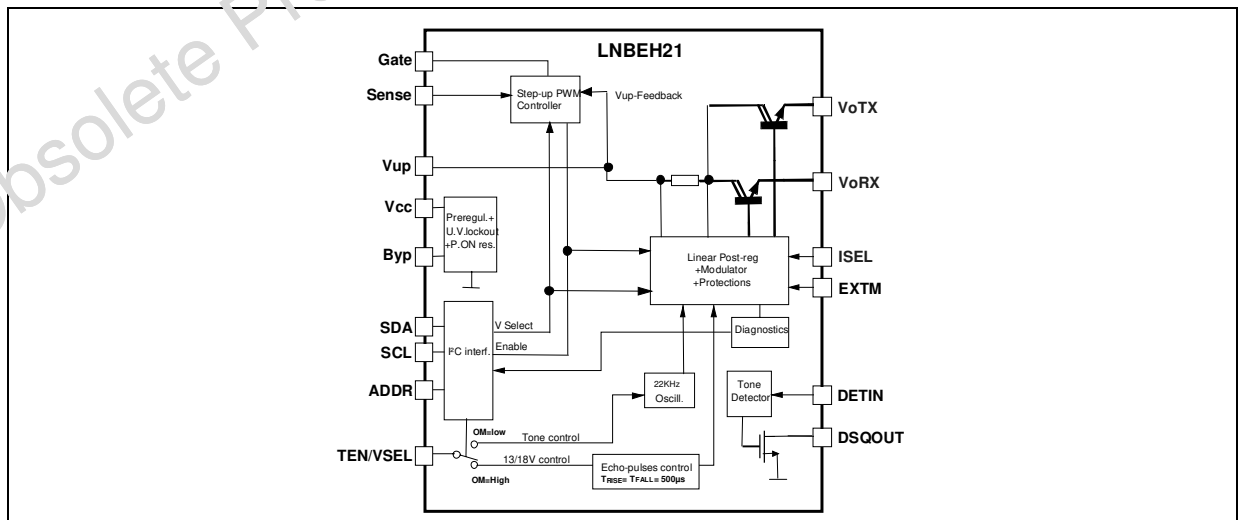 bsolete Pr
LNBEH21
Gate
Sense
Step-up PWM
Controller
Vup-Feedback
VoTX
Vup
VoRX
Vcc
Preregul.+
U.V.lockout
+P.ON res.
Byp
Linear Post-reg
+Modulator
+Protections
ISEL
EXTM
SDA
SCL
ADDR
I²C interf.
V Select
Enable
Diagnostics
22KHz
Oscill.
Tone
Detector
DETIN
DSQOUT
TEN/VSEL
OM=low
Tone control
13/18V control
OM=High
Echo-pulses control
TRISE= TFALL= 500µs